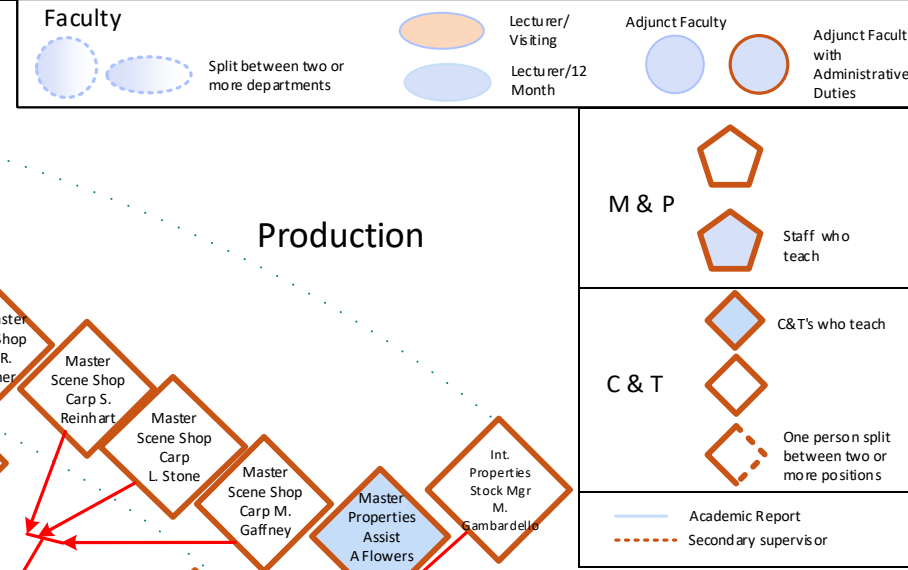 Faculty
Split between two or
more departments
Lecturer/
Visiting
Lecturer/12
Month
Adjunct Faculty
with
Administrative
Duties
Adjunct Faculty
M & P
Staff who
teach
Production
C&T's who teach
C & T
One person split
between two or
more positions
Academic Report
Secondary supervisor
R.
Master
Scene Shop
Carp S.
Reinhart
Master
Scene Shop
Carp
L. Stone
Master
Scene Shop
Carp M.
Gaffney
Master
Properties
Assist
A Flowers
Int.
Properties
Stock Mgr
M.
Gambardello